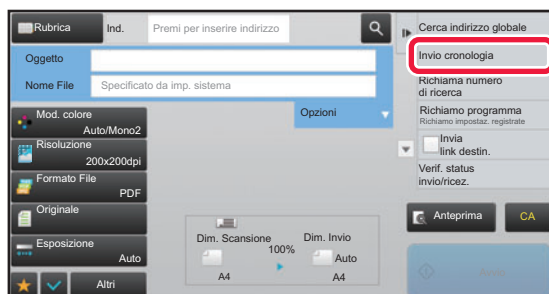 Rubrica
Ind.
Premi per inserire indirizzo
Oggetto
Nome File
Specificato da imp. sistema
Opzioni
Mod. colore
Auto/Mono2
Risoluzione
200x200dpi
Formato File
PDF
Originale
Esposizione
Auto
Altri
Dim. Scansione
100%
Dim. Invio
Auto
A4
A4
Cerca indirizzo globale
Invio cronologia
Richiama numero
di ricerca
Richiamo programma
Richiamo impostaz. registrate
Invia
link destin.
Verif. status
invio/ricez.
Anteprima
CA